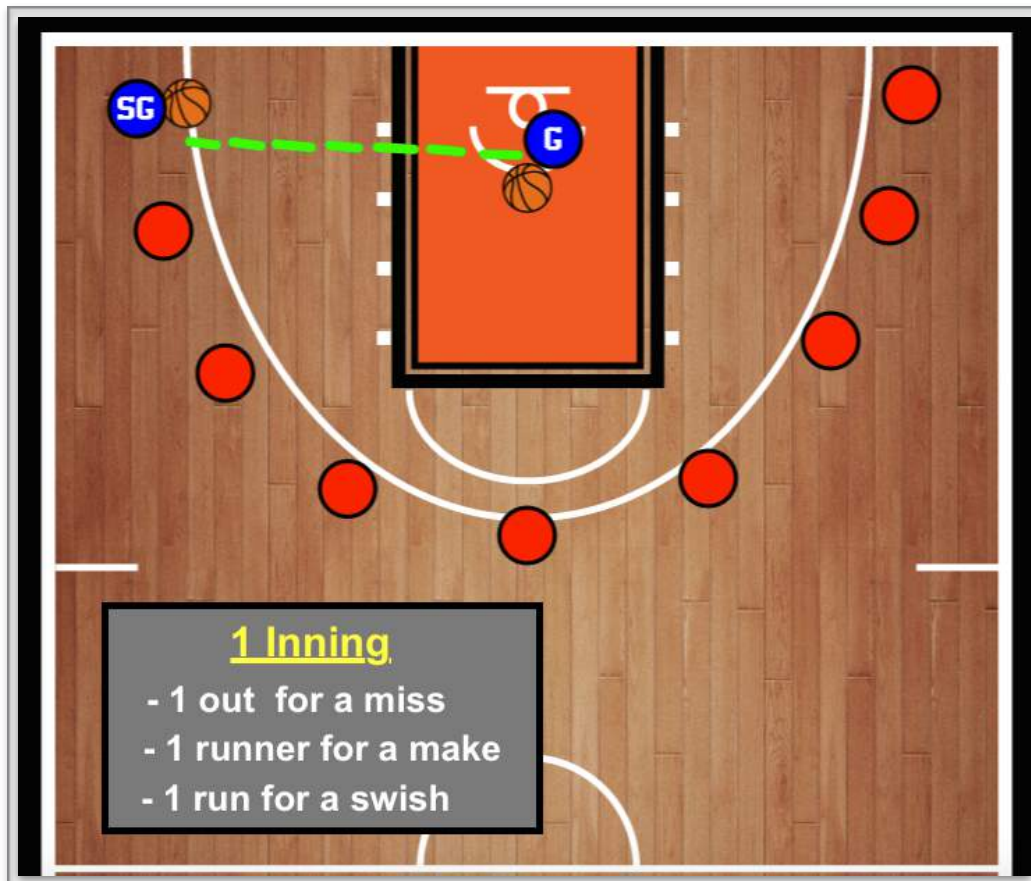 SG
G
1 Inning
- 1 out for a miss
- 1 runner for a make
- 1 run for a swish